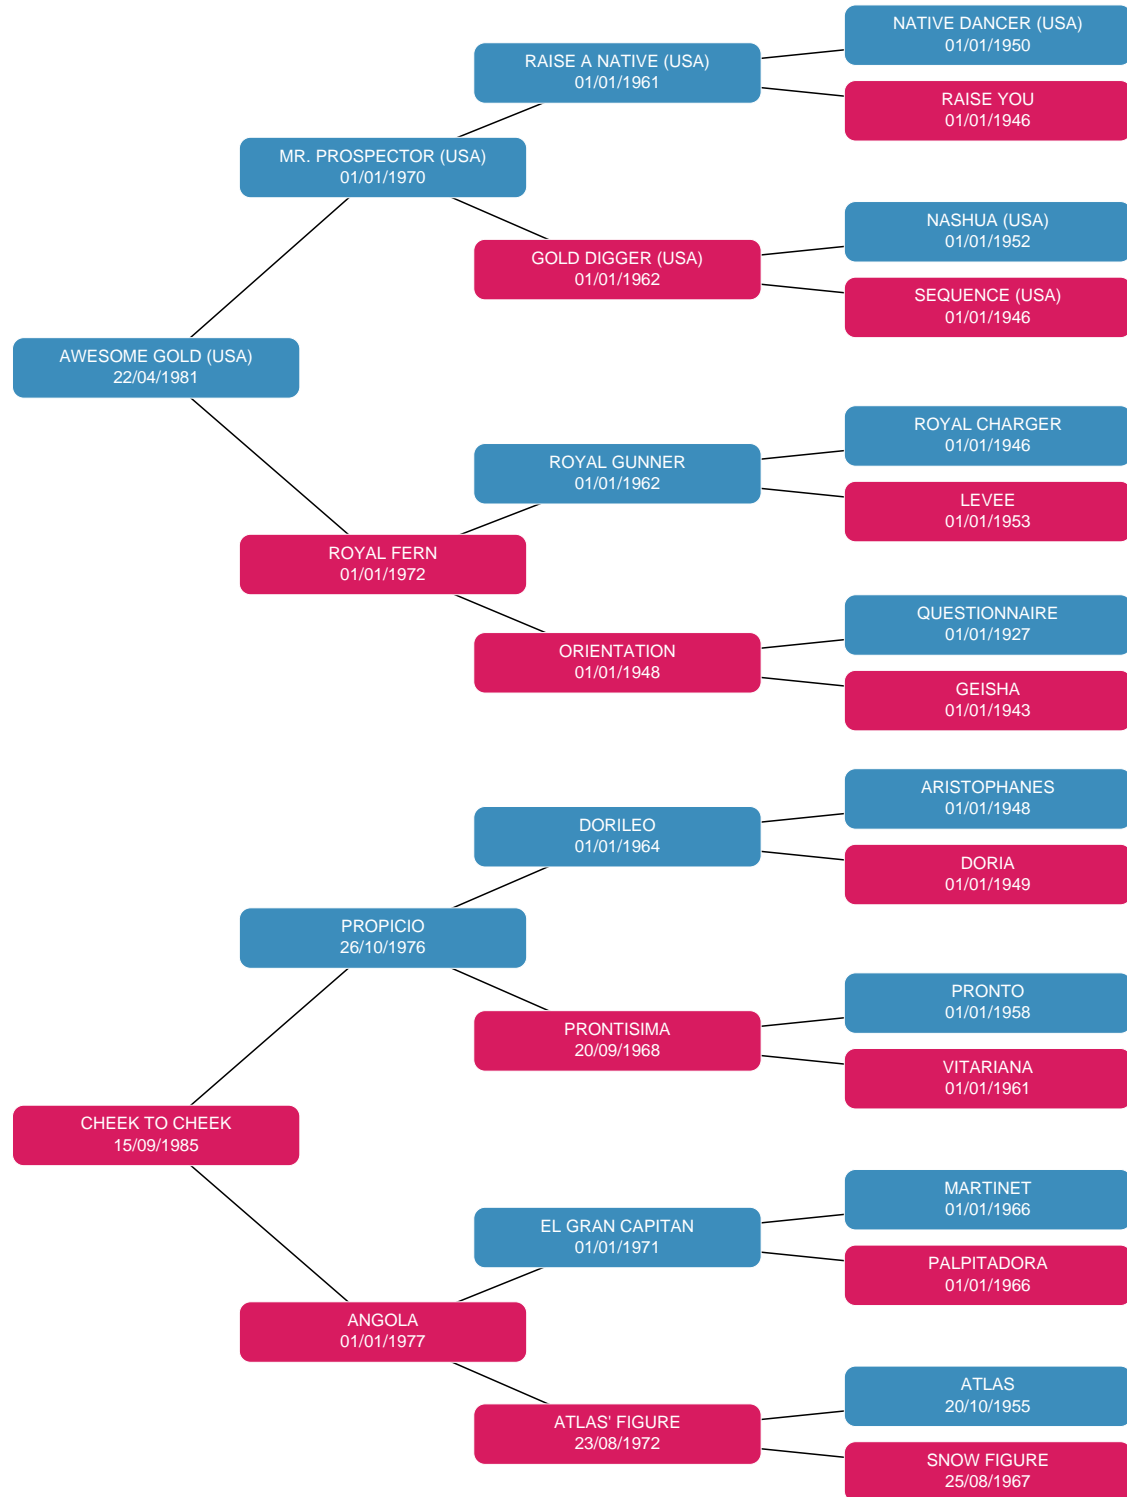 NATIVE DANCER (USA)
01/01/1950
RAISE A NATIVE (USA)
01/01/1961
RAISE YOU
01/01/1946
MR. PROSPECTOR (USA)
01/01/1970
NASHUA (USA)
01/01/1952
GOLD DIGGER (USA)
01/01/1962
SEQUENCE (USA)
01/01/1946
AWESOME GOLD (USA)
22/04/1981
ROYAL CHARGER
01/01/1946
ROYAL GUNNER
01/01/1962
LEVEE
01/01/1953
ROYAL FERN
01/01/1972
QUESTIONNAIRE
01/01/1927
ORIENTATION
01/01/1948
GEISHA
01/01/1943
ARISTOPHANES
01/01/1948
DORILEO
01/01/1964
DORIA
01/01/1949
PROPICIO
26/10/1976
PRONTO
01/01/1958
PRONTISIMA
20/09/1968
VITARIANA
01/01/1961
CHEEK TO CHEEK
15/09/1985
MARTINET
01/01/1966
EL GRAN CAPITAN
01/01/1971
PALPITADORA
01/01/1966
ANGOLA
01/01/1977
ATLAS
20/10/1955
ATLAS' FIGURE
23/08/1972
SNOW FIGURE
25/08/1967